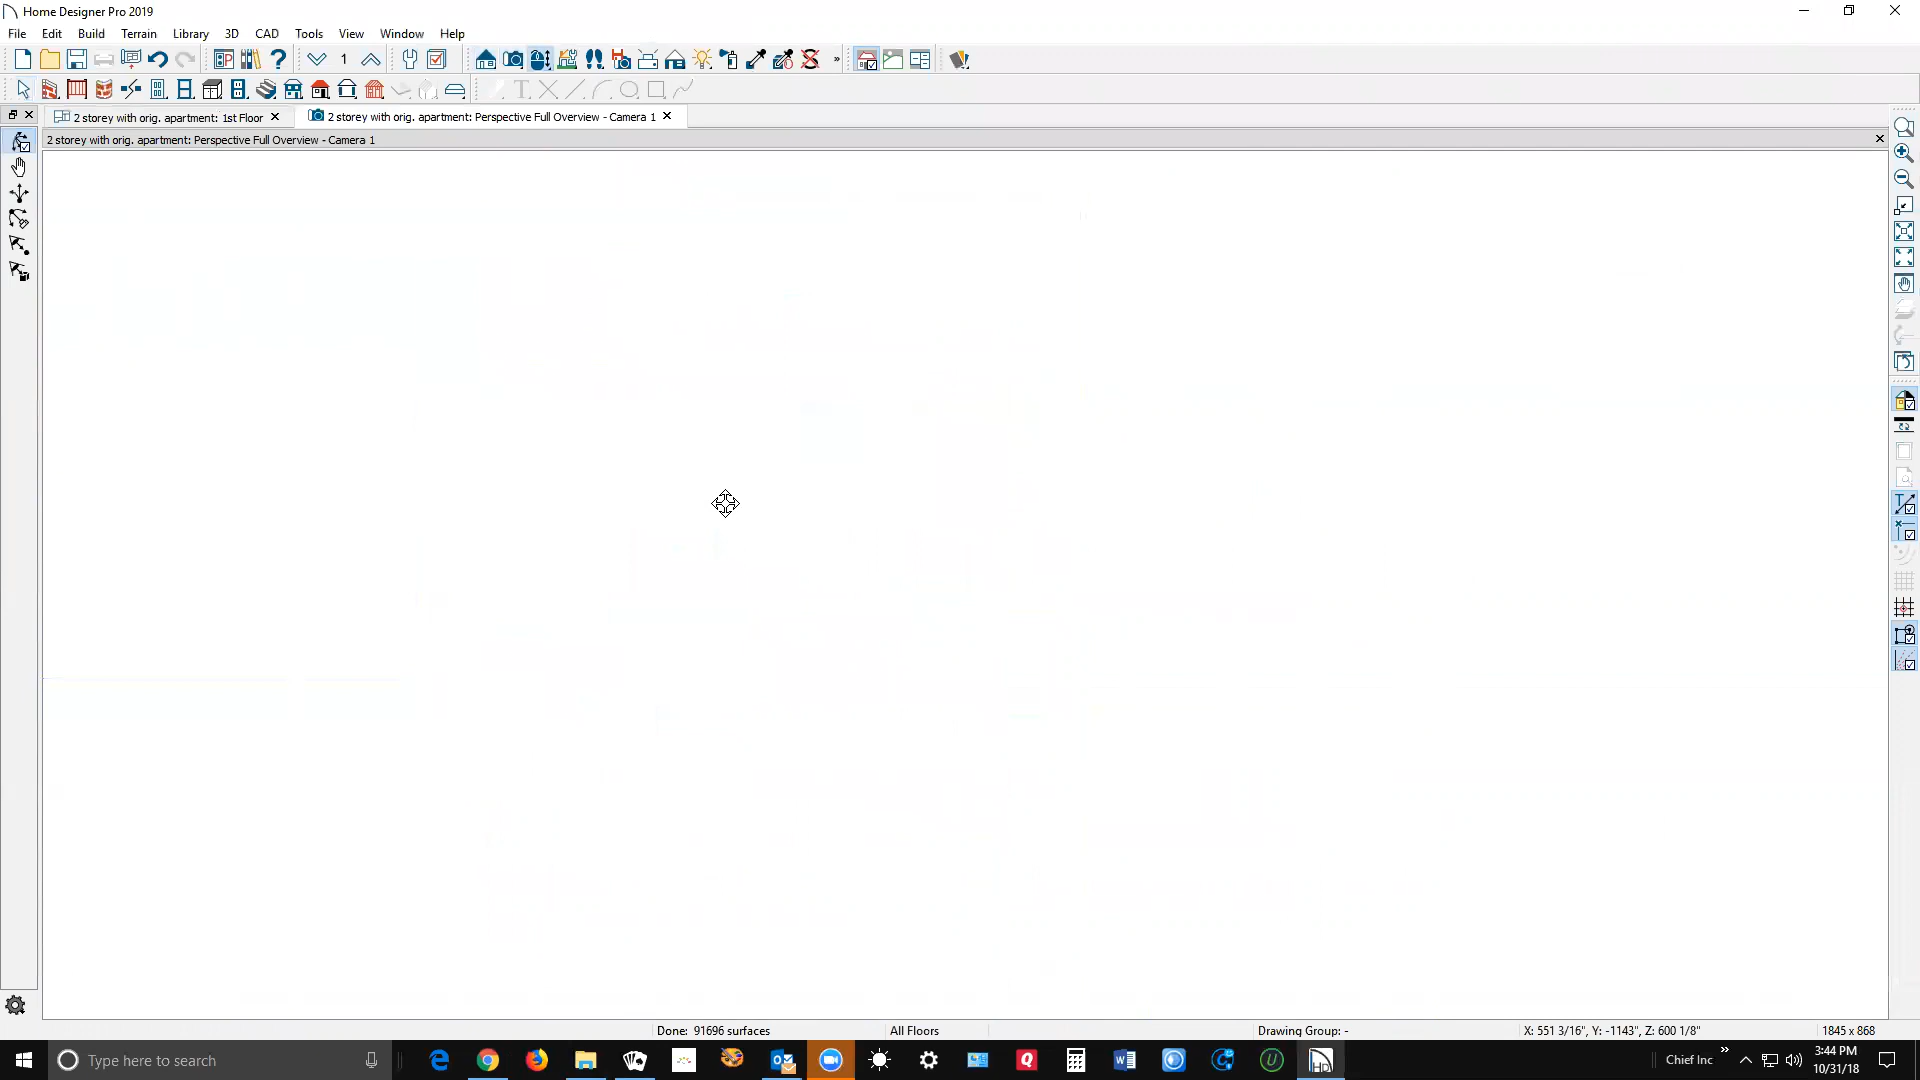 Home Designer Pro 2019
File Edit Build Terrain Library 3D CAD Tools View Window Help
1
2 storey with orig. apartment: 1st Floor
2 storey with orig. apartment: Perspective Full Overview - Camera 1
2 storey with orig. apartment: Perspective Full Overview - Camera 1
Done: 91696 surfaces
All Floors
Drawing Group: -
X: 551 3/16", Y: -1143", Z: 600 1/8"
1845 x 868
Type here to search
Chief Inc
3:44 PM
10/31/18